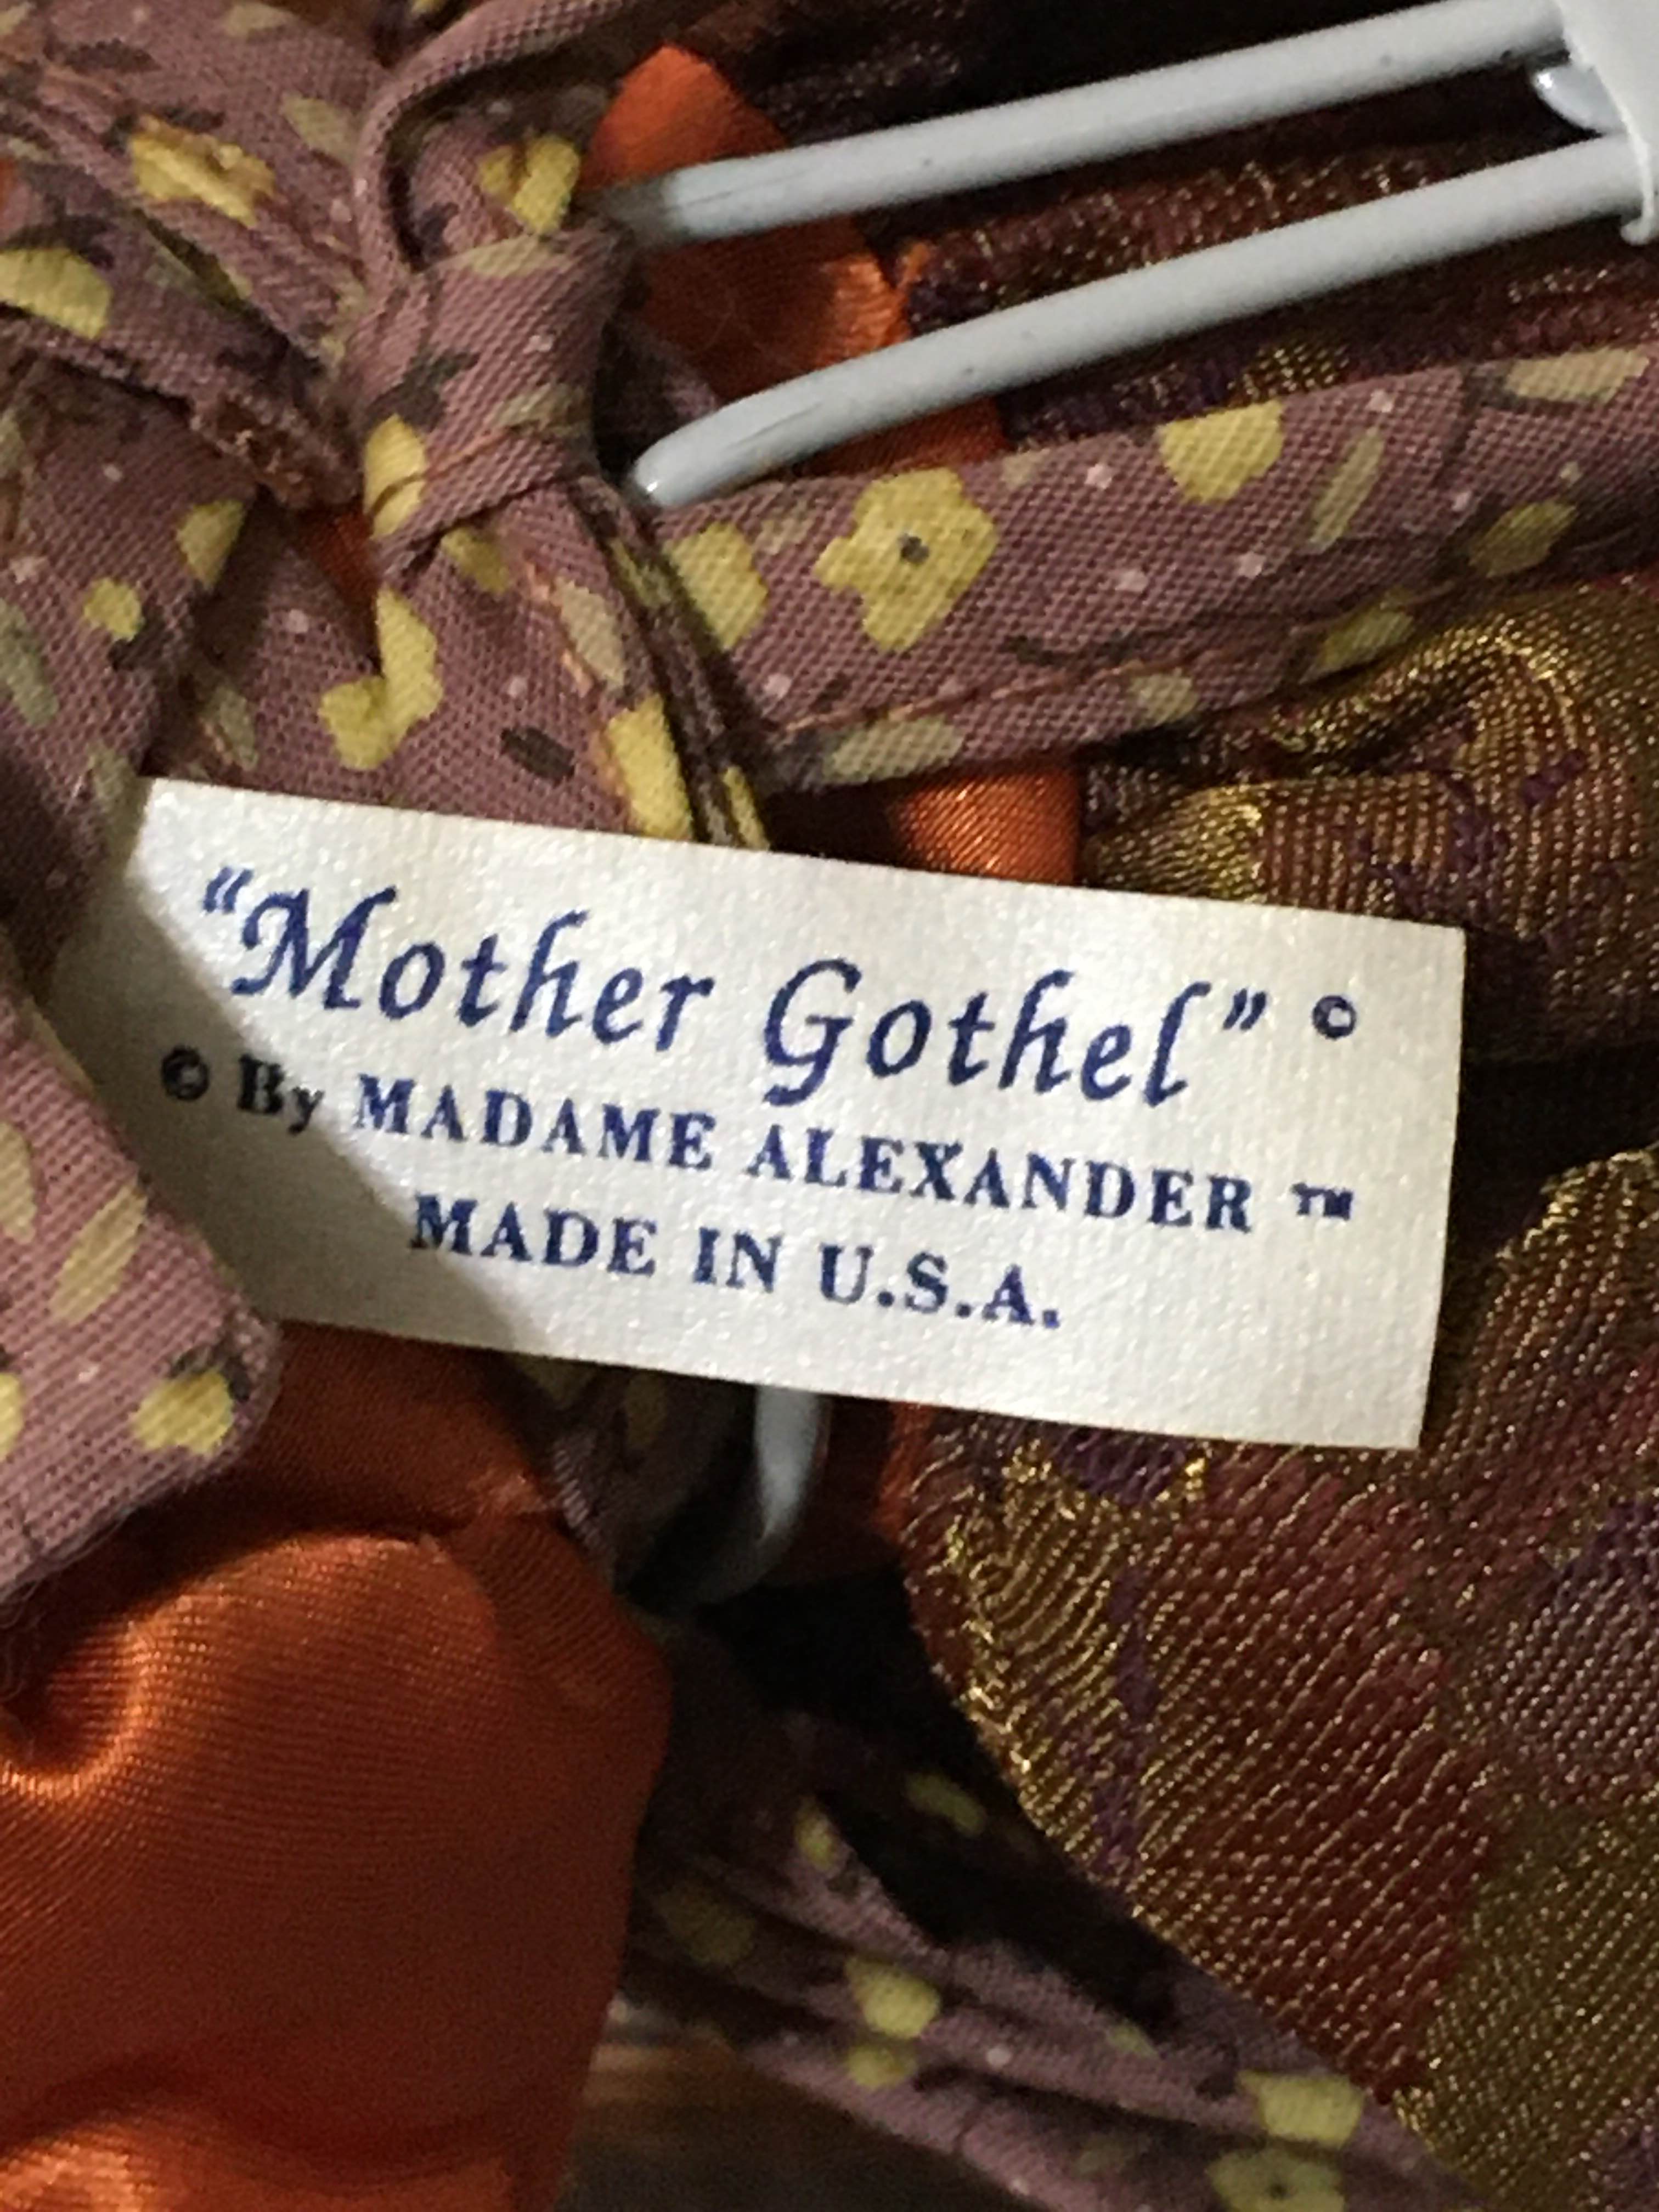 “Mother Gothel” ©
© By MADAME ALEXANDER ™
MADE IN U.S.A.